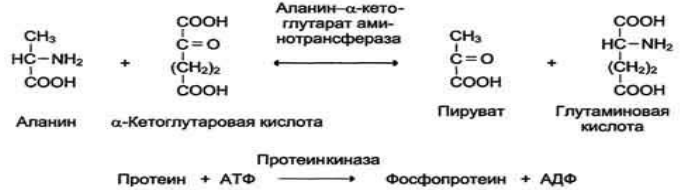 Аланин–α-кето-
глутарат ами-
нотрансфераза
CH₃
HC–NH₂
COOH
+
COOH
C=O
(CH₂)₂
COOH
CH₃
C=O
COOH
+
COOH
HC–NH₂
(CH₂)₂
COOH
Аланин α-Кетоглутаровая кислота Пируват Глутаминовая
кислота
Протеинкиназа
Протеин + АТФ ⟶ Фосфопротеин + АДФ